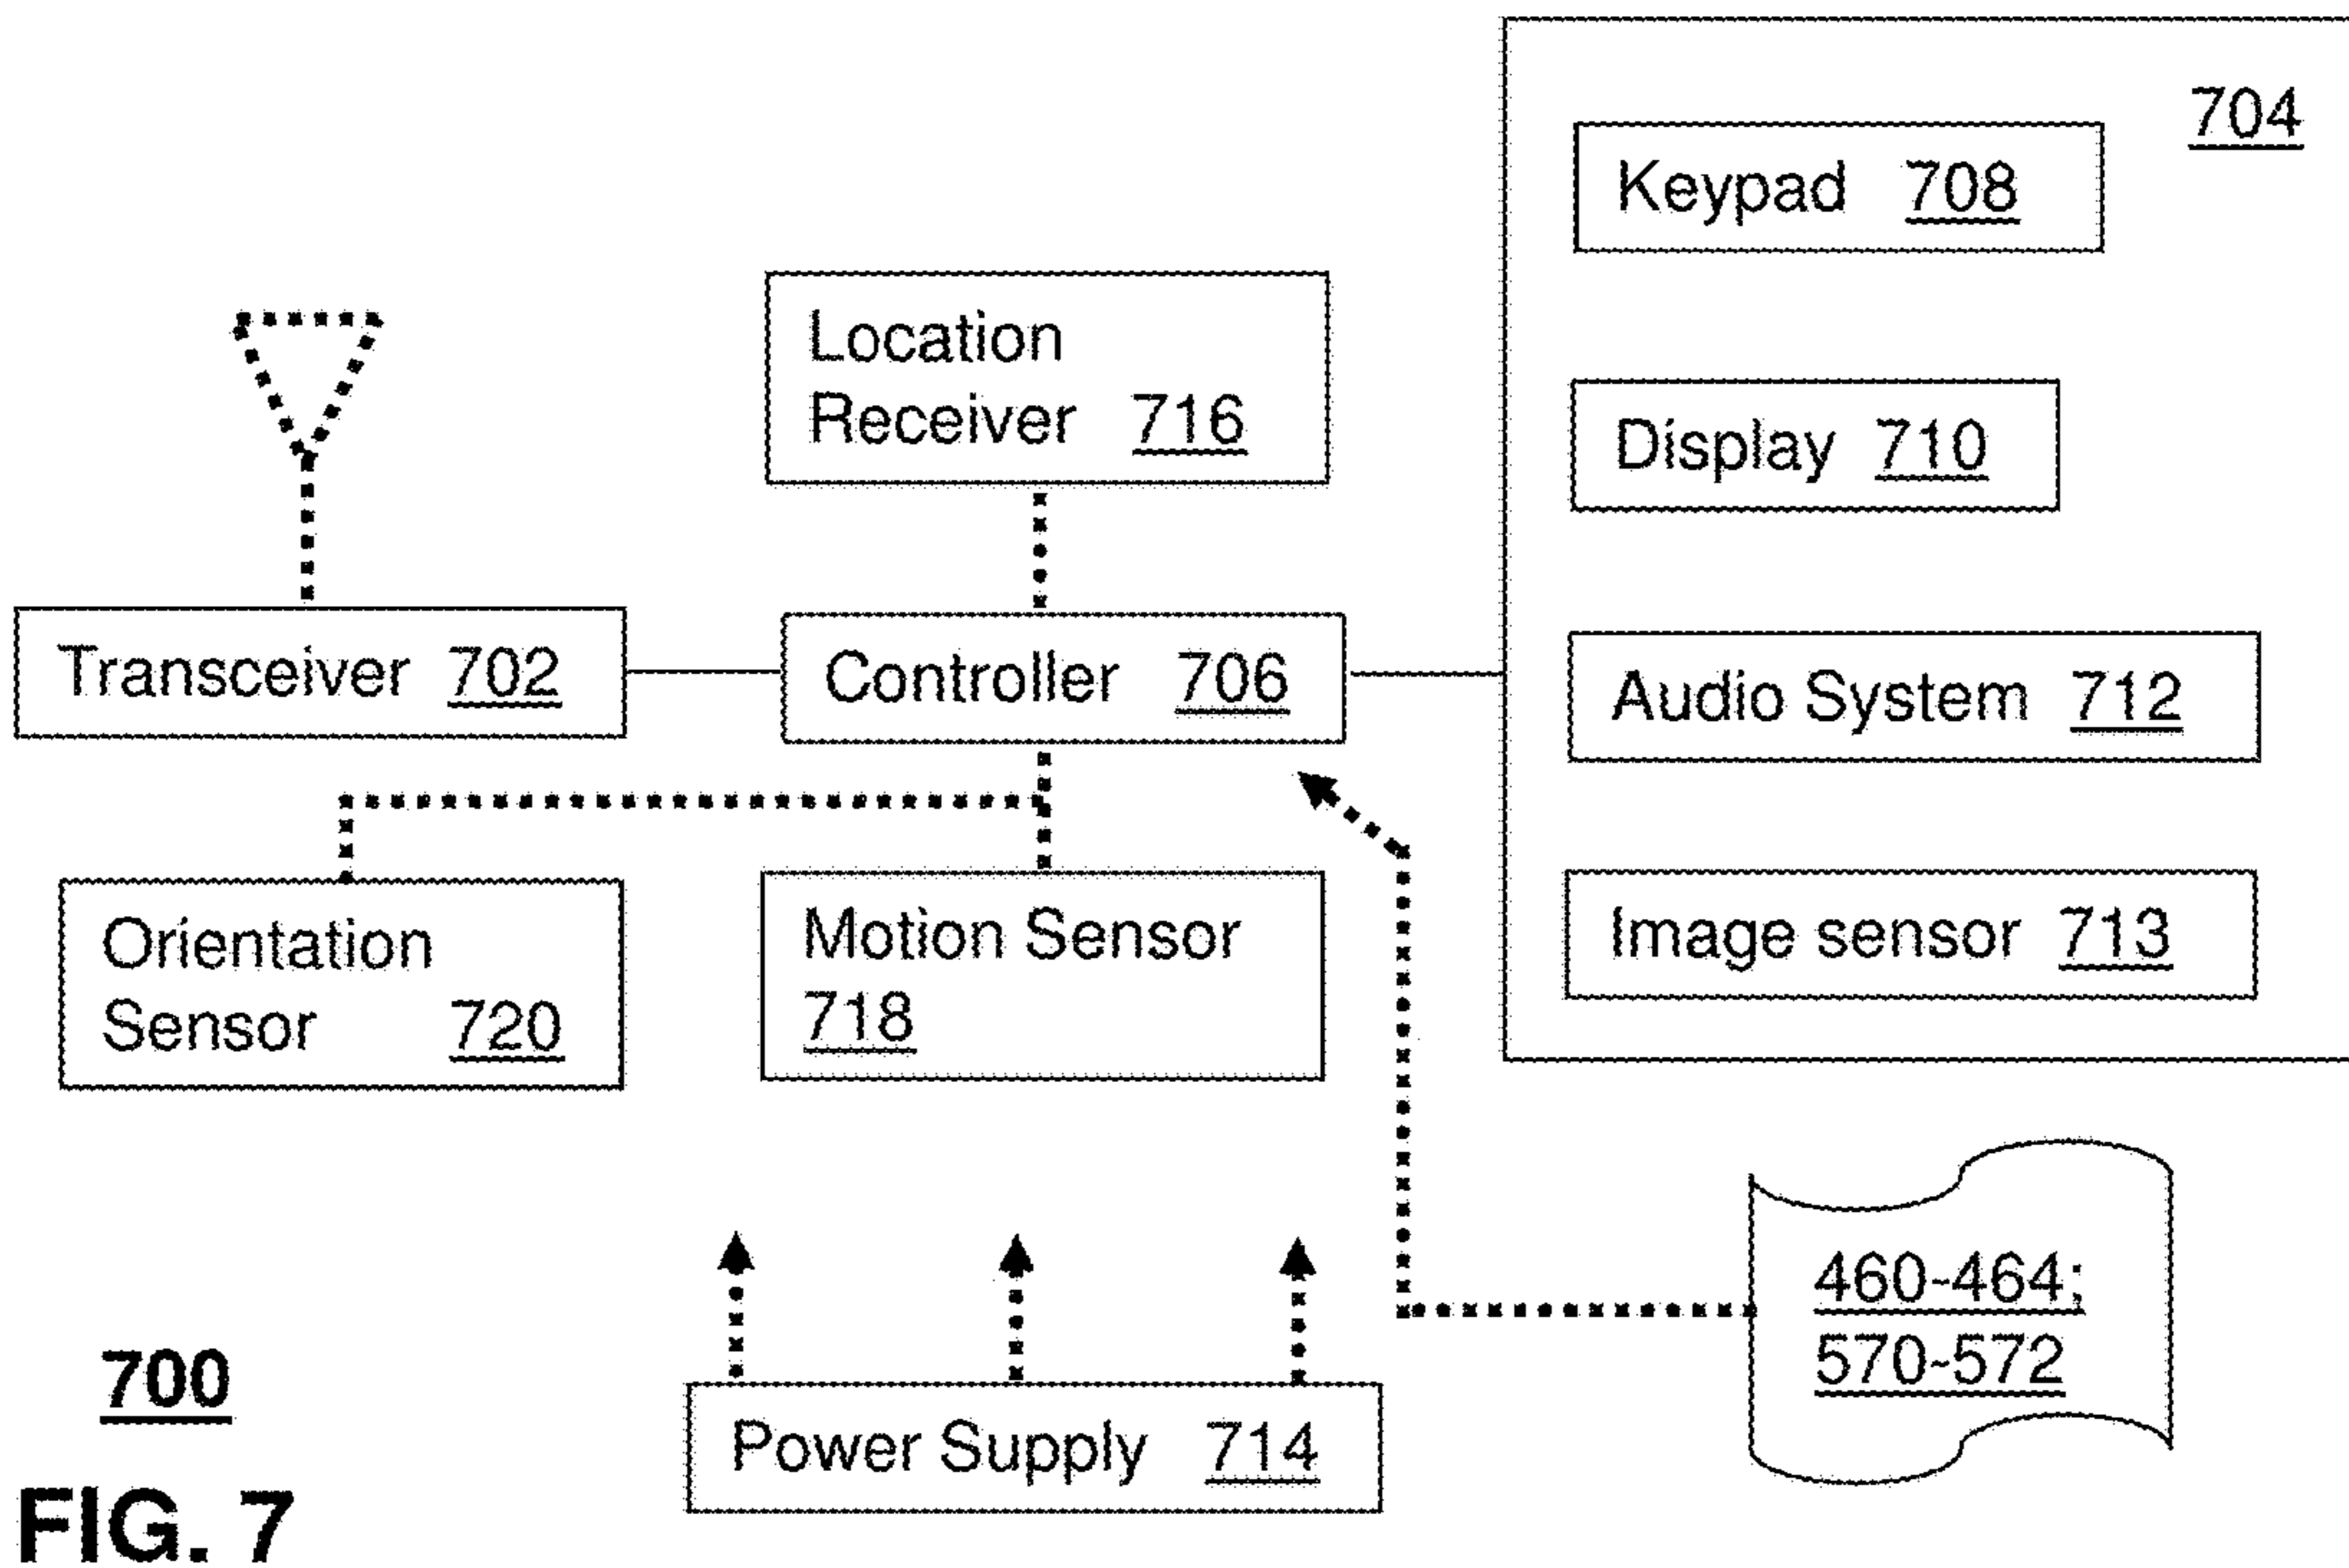 704
Keypad 708
Location
Receiver 716
Display 710
Transceiver 702
Controller 706
Audio System 712
Orientation
Sensor 720
Motion Sensor
718
Image sensor 713
460-464;
570-572
700
Power Supply 714
FIG. 7